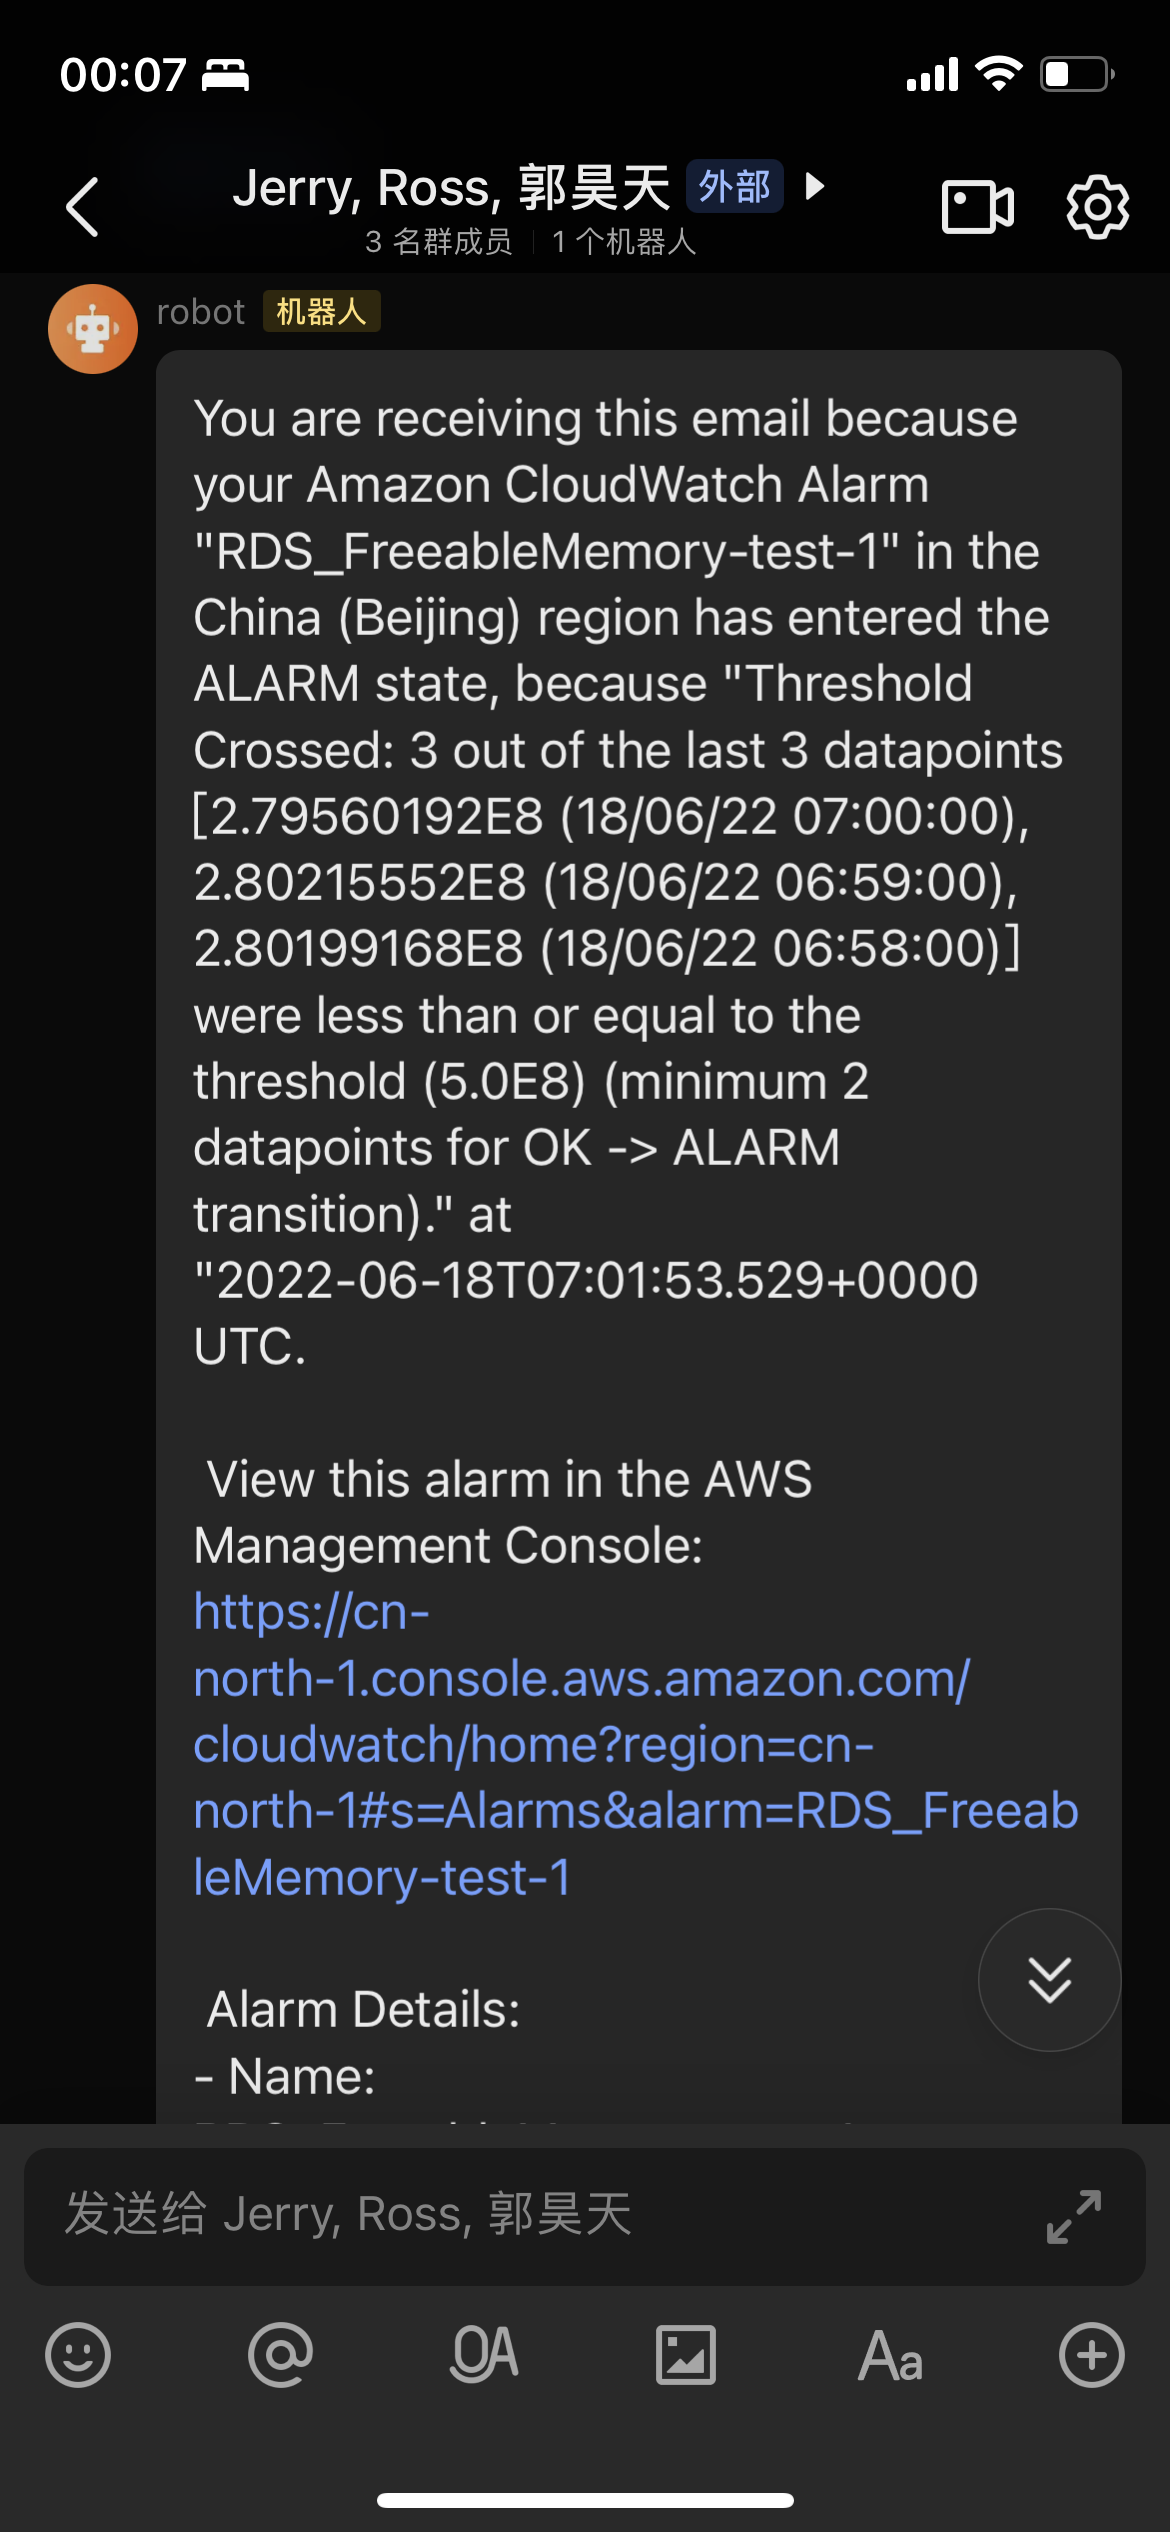 00:07
Jerry, Ross, 郭昊天 外部
3 名群成员 1 个机器人
robot 机器人
You are receiving this email because
your Amazon CloudWatch Alarm
"RDS_FreeableMemory-test-1" in the
China (Beijing) region has entered the
ALARM state, because "Threshold
Crossed: 3 out of the last 3 datapoints
[2.79560192E8 (18/06/22 07:00:00),
2.80215552E8 (18/06/22 06:59:00),
2.80199168E8 (18/06/22 06:58:00)]
were less than or equal to the
threshold (5.0E8) (minimum 2
datapoints for OK -> ALARM
transition)." at
"2022-06-18T07:01:53.529+0000
UTC.
View this alarm in the AWS
Management Console:
https://cn-
north-1.console.aws.amazon.com/
cloudwatch/home?region=cn-
north-1#s=Alarms&alarm=RDS_Freeab
leMemory-test-1
Alarm Details:
- Name:
发送给 Jerry, Ross, 郭昊天
Aa